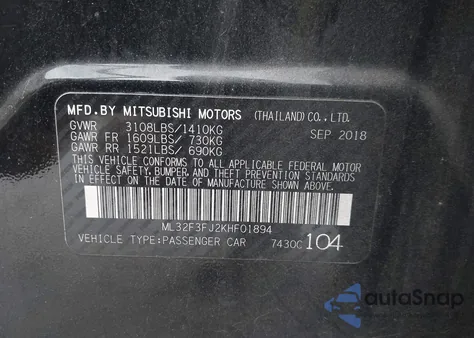 MFD.BY MITSUBISHI MOTORS (THAILAND) CO., LTD.
GVWR 3108LBS/1410KG
SEP 2018
GAWR FR 1609LBS/ 730KG
GAWR RR 1521LBS/ 690KG
THIS VEHICLE CONFORMS TO ALL APPLICABLE FEDERAL MOTOR
VEHICLE SAFETY, BUMPER, AND THEFT PREVENTION STANDARDS
IN EFFECT ON THE DATE OF MANUFACTURE SHOWN ABOVE.
ML32F3FJ2KHF01894
VEHICLE TYPE:PASSENGER CAR 7430C 104
autoSnap